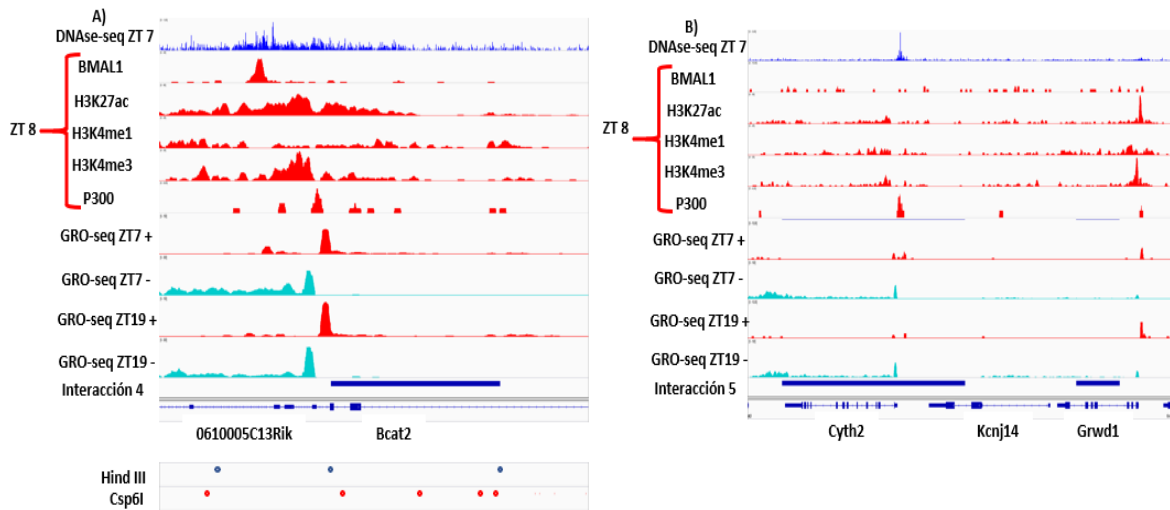 A)
DNAse-seq ZT 7
BMAL1
H3K27ac
ZT 8
H3K4me1
H3K4me3
P300
GRO-seq ZT7 +
GRO-seq ZT7 -
GRO-seq ZT19 +
GRO-seq ZT19 -
Interacción 4
0610005C13Rik Bcat2
Hind III
Csp6I
B)
DNAse-seq ZT 7
BMAL1
H3K27ac
ZT 8
H3K4me1
H3K4me3
P300
GRO-seq ZT7 +
GRO-seq ZT7 -
GRO-seq ZT19 +
GRO-seq ZT19 -
Interacción 5
Cyth2 Kcnj14 Grwd1